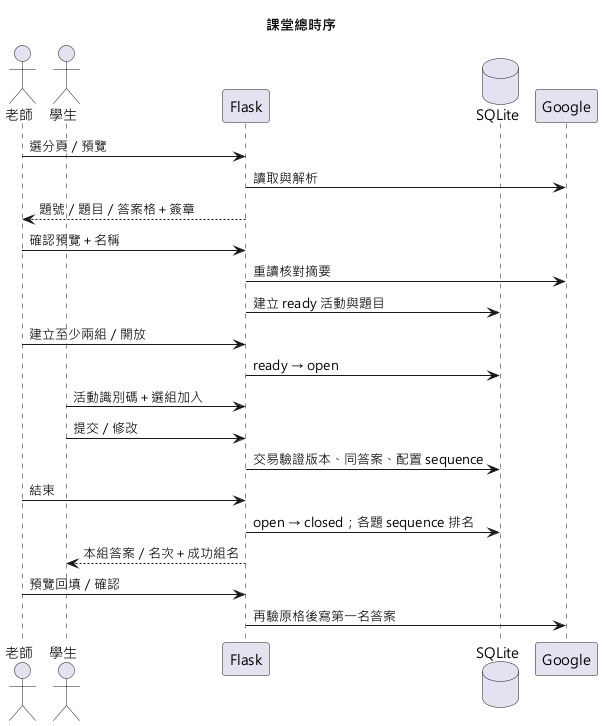 課堂總時序
老師
學生
Flask
SQLite
Google
選分頁 / 預覽
讀取與解析
題號 / 題目 / 答案格 + 簽章
確認預覽 + 名稱
重讀核對摘要
建立 ready 活動與題目
建立至少兩組 / 開放
ready → open
活動識別碼 + 選組加入
提交 / 修改
交易驗證版本、同答案、配置 sequence
結束
open → closed；各題 sequence 排名
本組答案 / 名次 + 成功組名
預覽回填 / 確認
再驗原格後寫第一名答案
老師
學生
Flask
SQLite
Google